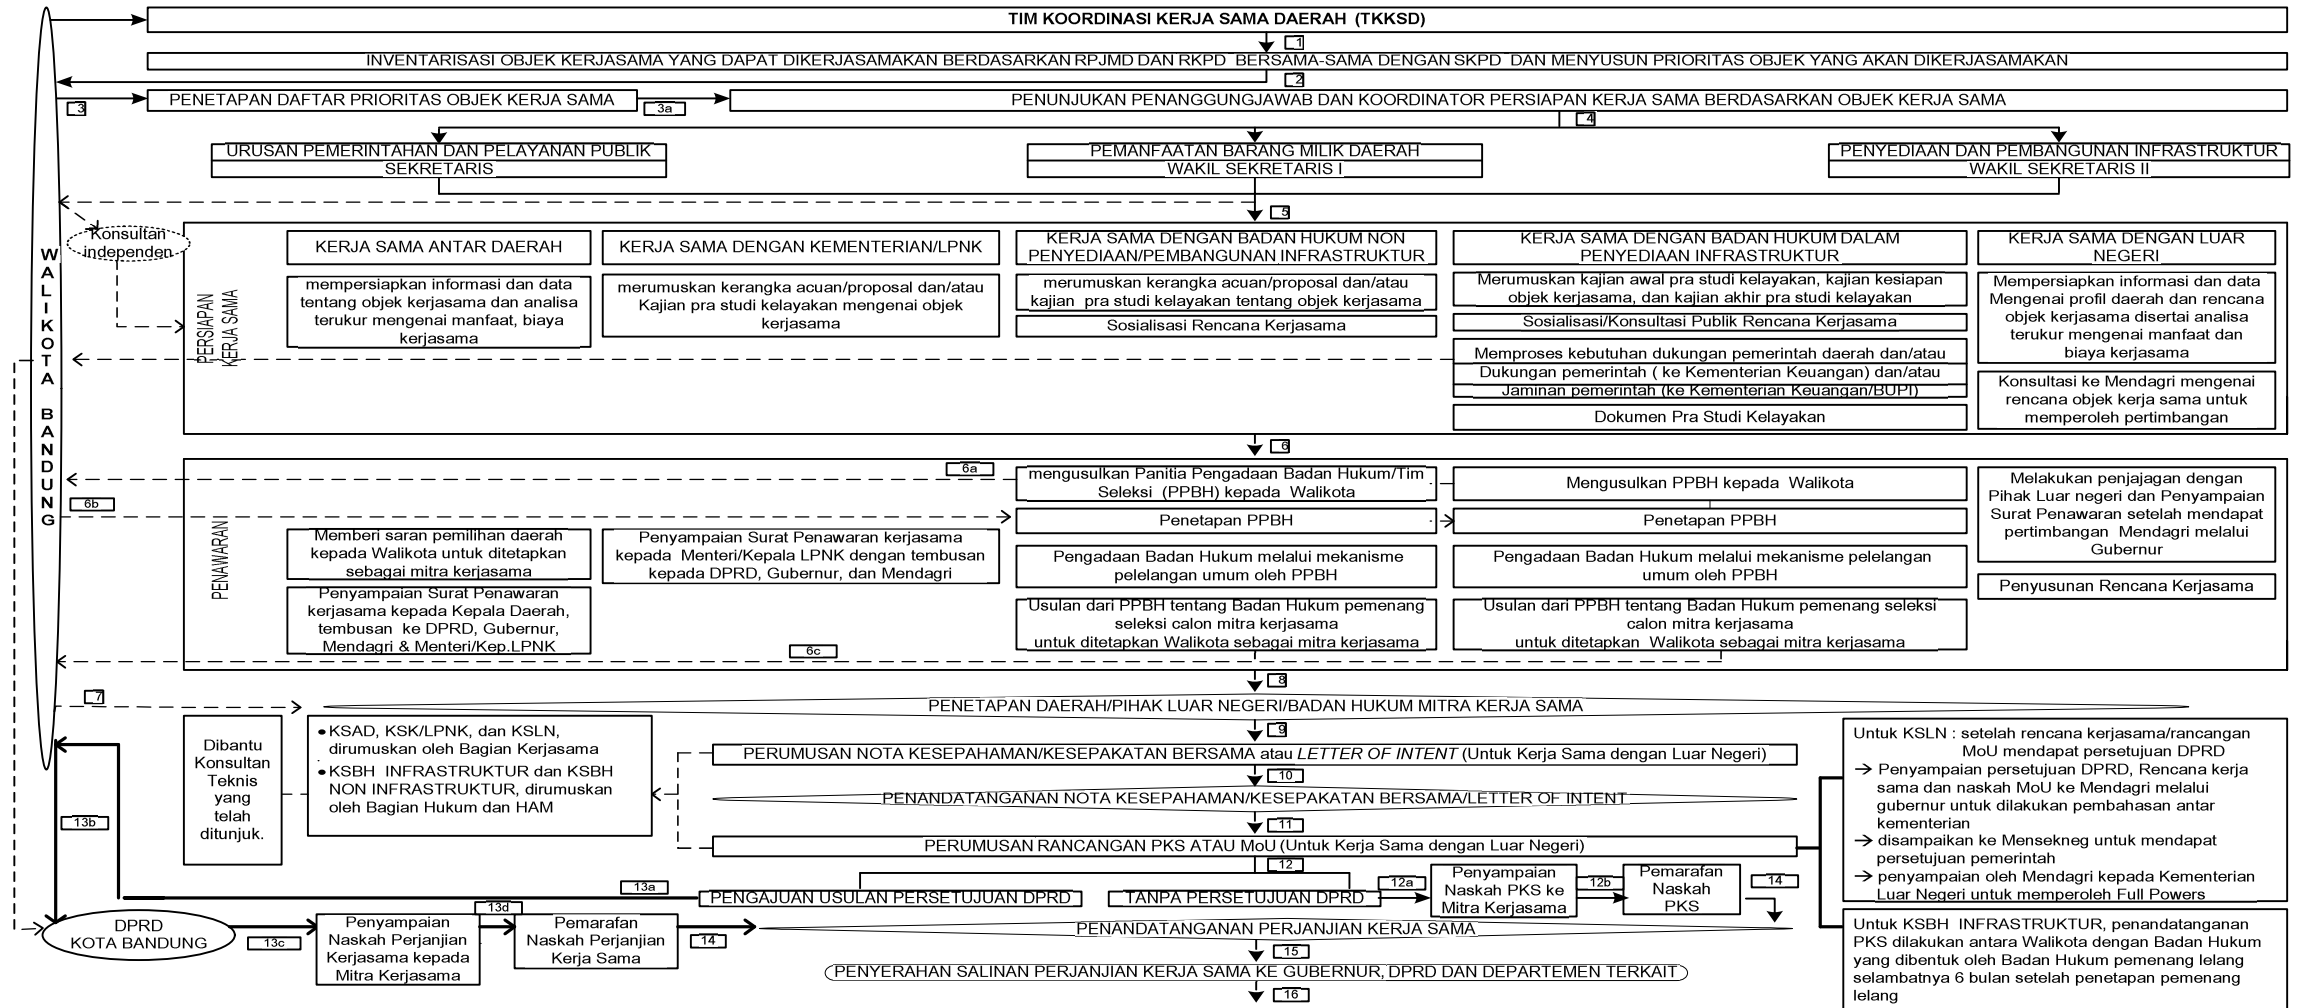 TIM KOORDINASI KERJA SAMA DAERAH (TKKSD)
1
INVENTARISASI OBJEK KERJASAMA YANG DAPAT DIKERJASAMAKAN BERDASARKAN RPJMD DAN RKPD BERSAMA-SAMA DENGAN SKPD DAN MENYUSUN PRIORITAS OBJEK YANG AKAN DIKERJASAMAKAN
2
3
PENETAPAN DAFTAR PRIORITAS OBJEK KERJA SAMA
3a
PENUNJUKAN PENANGGUNGJAWAB DAN KOORDINATOR PERSIAPAN KERJA SAMA BERDASARKAN OBJEK KERJA SAMA
4
URUSAN PEMERINTAHAN DAN PELAYANAN PUBLIK
SEKRETARIS
PEMANFAATAN BARANG MILIK DAERAH
WAKIL SEKRETARIS I
PENYEDIAAN DAN PEMBANGUNAN INFRASTRUKTUR
WAKIL SEKRETARIS II
5
WALIKOTA BANDUNG
Konsultan
independen
PERSIAPAN
KERJA SAMA
KERJA SAMA ANTAR DAERAH
mempersiapkan informasi dan data
tentang objek kerjasama dan analisa
terukur mengenai manfaat, biaya
kerjasama
KERJA SAMA DENGAN KEMENTERIAN/LPNK
merumuskan kerangka acuan/proposal dan/atau
Kajian pra studi kelayakan mengenai objek
kerjasama
KERJA SAMA DENGAN BADAN HUKUM NON
PENYEDIAAN/PEMBANGUNAN INFRASTRUKTUR
merumuskan kerangka acuan/proposal dan/atau
kajian pra studi kelayakan tentang objek kerjasama
Sosialisasi Rencana Kerjasama
KERJA SAMA DENGAN BADAN HUKUM DALAM
PENYEDIAAN INFRASTRUKTUR
Merumuskan kajian awal pra studi kelayakan, kajian kesiapan
objek kerjasama, dan kajian akhir pra studi kelayakan
Sosialisasi/Konsultasi Publik Rencana Kerjasama
Memproses kebutuhan dukungan pemerintah daerah dan/atau
Dukungan pemerintah ( ke Kementerian Keuangan) dan/atau
Jaminan pemerintah (ke Kementerian Keuangan/BUPI)
Dokumen Pra Studi Kelayakan
KERJA SAMA DENGAN LUAR
NEGERI
Mempersiapkan informasi dan data
Mengenai profil daerah dan rencana
objek kerjasama disertai analisa
terukur mengenai manfaat dan
biaya kerjasama
Konsultasi ke Mendagri mengenai
rencana objek kerja sama untuk
memperoleh pertimbangan
6
6a
6b
PENAWARAN
Memberi saran pemilihan daerah
kepada Walikota untuk ditetapkan
sebagai mitra kerjasama
Penyampaian Surat Penawaran
kerjasama kepada Kepala Daerah,
tembusan ke DPRD, Gubernur,
Mendagri & Menteri/Kep.LPNK
Penyampaian Surat Penawaran kerjasama
kepada Menteri/Kepala LPNK dengan tembusan
kepada DPRD, Gubernur, dan Mendagri
mengusulkan Panitia Pengadaan Badan Hukum/Tim
Seleksi (PPBH) kepada Walikota
Penetapan PPBH
Pengadaan Badan Hukum melalui mekanisme
pelelangan umum oleh PPBH
Usulan dari PPBH tentang Badan Hukum pemenang
seleksi calon mitra kerjasama
untuk ditetapkan Walikota sebagai mitra kerjasama
Mengusulkan PPBH kepada Walikota
Penetapan PPBH
Pengadaan Badan Hukum melalui mekanisme pelelangan
umum oleh PPBH
Usulan dari PPBH tentang Badan Hukum pemenang seleksi
calon mitra kerjasama
untuk ditetapkan Walikota sebagai mitra kerjasama
Melakukan penjajagan dengan
Pihak Luar negeri dan Penyampaian
Surat Penawaran setelah mendapat
pertimbangan Mendagri melalui
Gubernur
Penyusunan Rencana Kerjasama
6c
7
8
PENETAPAN DAERAH/PIHAK LUAR NEGERI/BADAN HUKUM MITRA KERJA SAMA
9
Dibantu
Konsultan
Teknis
yang
telah
ditunjuk.
• KSAD, KSK/LPNK, dan KSLN,
dirumuskan oleh Bagian Kerjasama
• KSBH INFRASTRUKTUR dan KSBH
NON INFRASTRUKTUR, dirumuskan
oleh Bagian Hukum dan HAM
PERUMUSAN NOTA KESEPAHAMAN/KESEPAKATAN BERSAMA atau LETTER OF INTENT (Untuk Kerja Sama dengan Luar Negeri)
10
PENANDATANGANAN NOTA KESEPAHAMAN/KESEPAKATAN BERSAMA/LETTER OF INTENT
11
PERUMUSAN RANCANGAN PKS ATAU MoU (Untuk Kerja Sama dengan Luar Negeri)
12
Untuk KSLN : setelah rencana kerjasama/rancangan
MoU mendapat persetujuan DPRD
→ Penyampaian persetujuan DPRD, Rencana kerja
sama dan naskah MoU ke Mendagri melalui
gubernur untuk dilakukan pembahasan antar
kementerian
→ disampaikan ke Mensekneg untuk mendapat
persetujuan pemerintah
→ penyampaian oleh Mendagri kepada Kementerian
Luar Negeri untuk memperoleh Full Powers
13b
13a
PENGAJUAN USULAN PERSETUJUAN DPRD
TANPA PERSETUJUAN DPRD
12a
Penyampaian
Naskah PKS ke
Mitra Kerjasama
12b
Pemarafan
Naskah
PKS
14
DPRD
KOTA BANDUNG
13c
Penyampaian
Naskah Perjanjian
Kerjasama kepada
Mitra Kerjasama
13d
Pemarafan
Naskah Perjanjian
Kerja Sama
14
PENANDATANGANAN PERJANJIAN KERJA SAMA
15
PENYERAHAN SALINAN PERJANJIAN KERJA SAMA KE GUBERNUR, DPRD DAN DEPARTEMEN TERKAIT
16
Untuk KSBH INFRASTRUKTUR, penandatanganan
PKS dilakukan antara Walikota dengan Badan Hukum
yang dibentuk oleh Badan Hukum pemenang lelang
selambatnya 6 bulan setelah penetapan pemenang
lelang